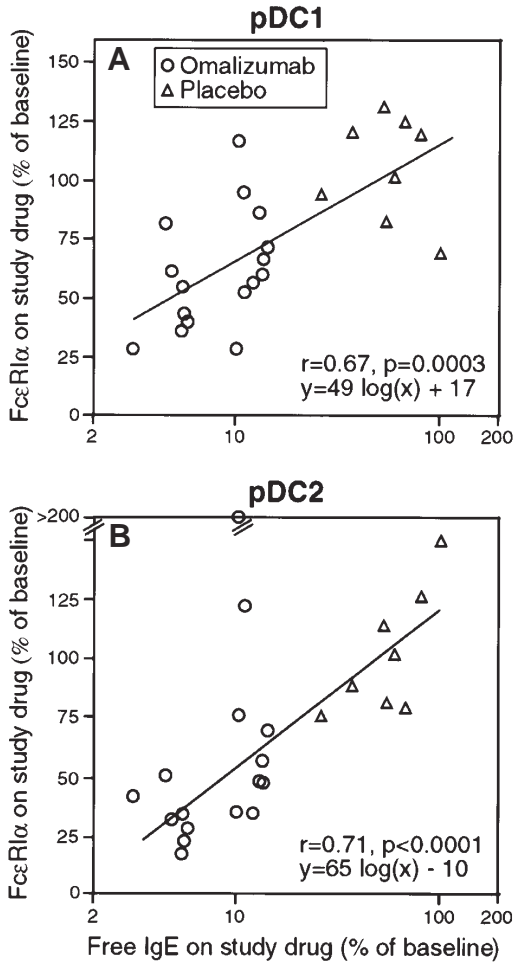 pDC1
FcεRIα on study drug (% of baseline)
A
○ Omalizumab
△ Placebo
150
125
100
75
50
25
0
r=0.67, p=0.0003
y=49 log(x) + 17
2 10 100 200
pDC2
FcεRIα on study drug (% of baseline)
B
>200
125
100
75
50
25
0
r=0.71, p<0.0001
y=65 log(x) - 10
2 10 100 200
Free IgE on study drug (% of baseline)